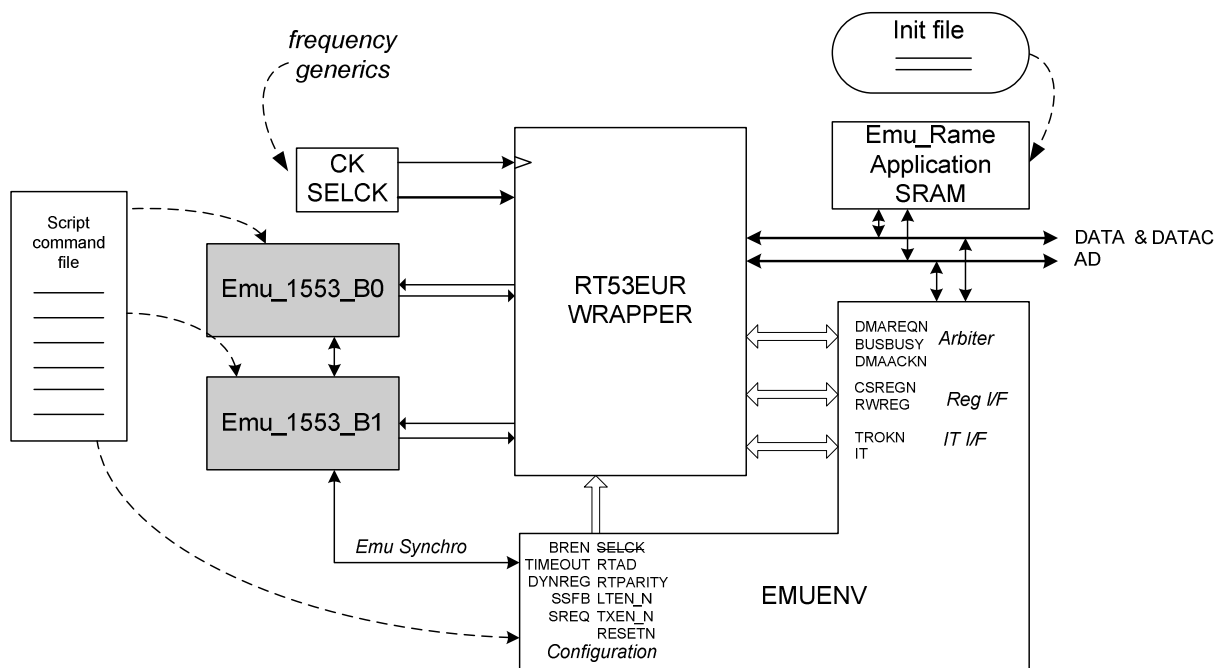 frequency
generics
Init file
CK
SELCK
Emu_Rame
Application
SRAM
Script
command
file
Emu_1553_B0
Emu_1553_B1
RT53EUR
WRAPPER
DATA & DATAC
AD
DMAREQN
BUSBUSY
DMAACKN
Arbiter
CSREGN
RWREG
Reg I/F
TROKN
IT
IT I/F
Emu Synchro
BREN SELCK
TIMEOUT RTAD
DYNREG RTPARITY
SSFB LTEN_N
SREQ TXEN_N
RESETN
Configuration
EMUENV